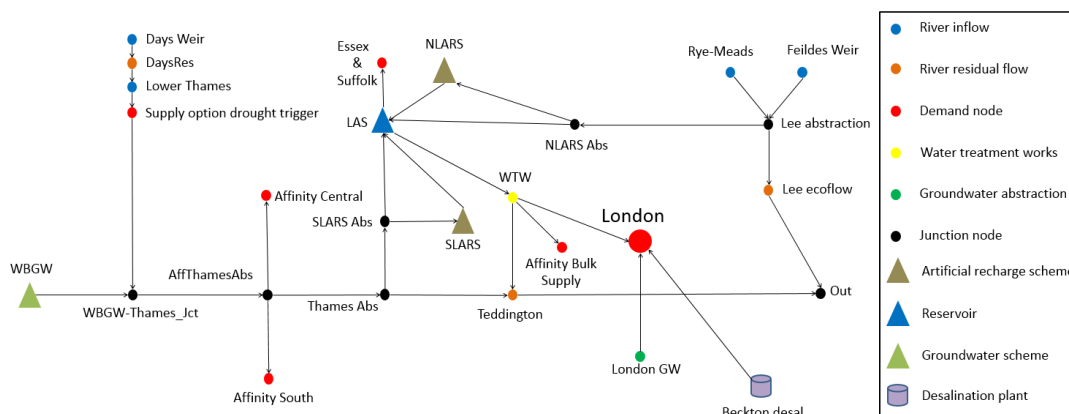 Days Weir
DaysRes
Lower Thames
Supply option drought trigger
Essex
&
Suffolk
NLARS
LAS
NLARS Abs
Rye-Meads
Feildes Weir
Lee abstraction
Lee ecoflow
WTW
London
Affinity Central
SLARS Abs
SLARS
Affinity Bulk
Supply
WBGW
AffThamesAbs
WBGW-Thames_Jct
Thames Abs
Teddington
Out
Affinity South
London GW
Beckton desal
River inflow
River residual flow
Demand node
Water treatment works
Groundwater abstraction
Junction node
Artificial recharge scheme
Reservoir
Groundwater scheme
Desalination plant